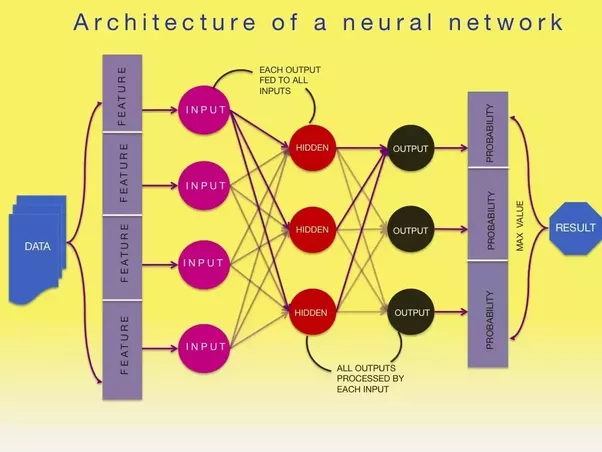 Architecture of a neural network
EACH OUTPUT
FED TO ALL
INPUTS
DATA
FEATURE
FEATURE
FEATURE
FEATURE
INPUT
INPUT
INPUT
INPUT
HIDDEN
HIDDEN
HIDDEN
OUTPUT
OUTPUT
OUTPUT
PROBABILITY
PROBABILITY
PROBABILITY
MAX VALUE
RESULT
ALL OUTPUTS
PROCESSED BY
EACH INPUT